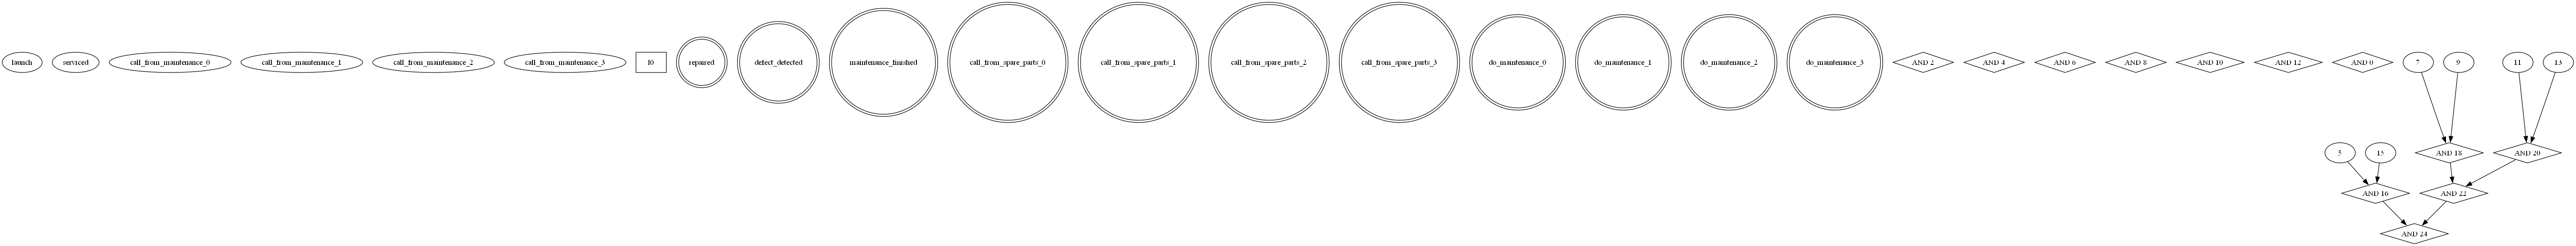 launch
serviced
call_from_maintenance_0
call_from_maintenance_1
call_from_maintenance_2
call_from_maintenance_3
10
repaired
defect_detected
maintenance_finished
call_from_spare_parts_0
call_from_spare_parts_1
call_from_spare_parts_2
call_from_spare_parts_3
do_maintenance_0
do_maintenance_1
do_maintenance_2
do_maintenance_3
AND 2
AND 4
AND 6
AND 8
AND 10
AND 12
AND 0
7
9
11
13
5
15
AND 18
AND 20
AND 16
AND 22
AND 24